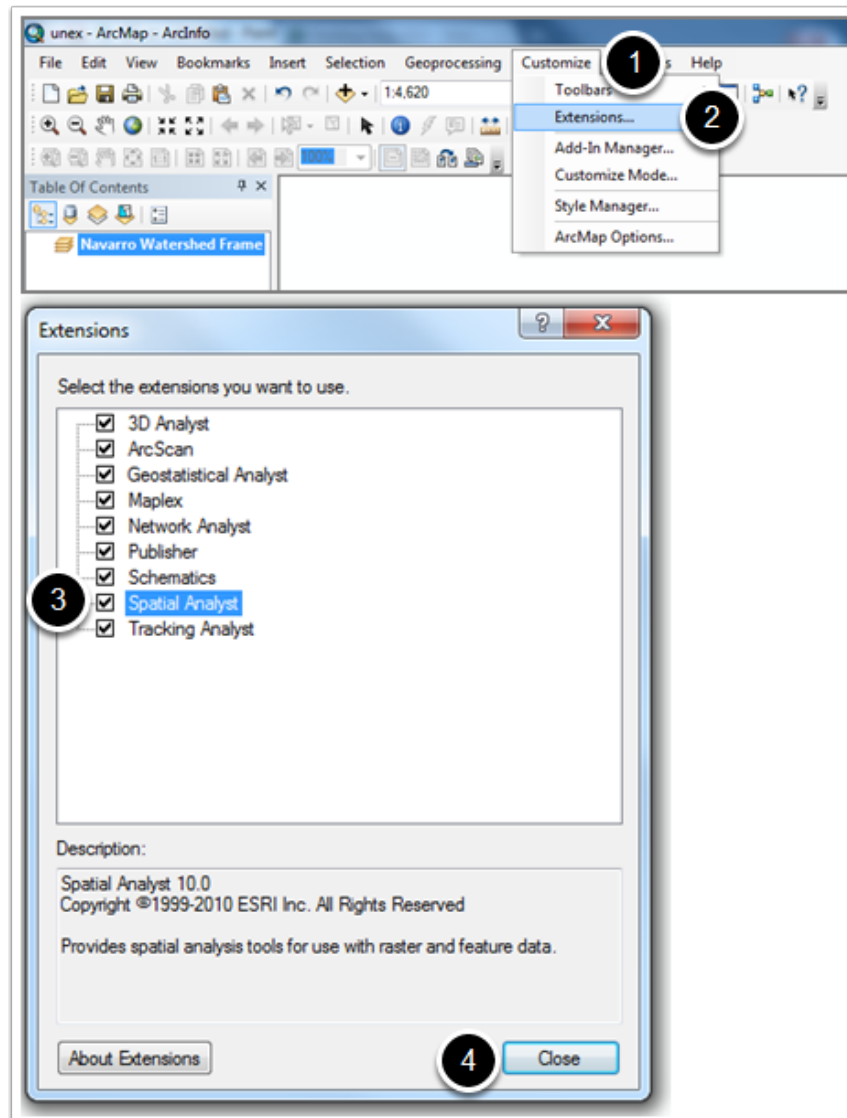 unex - ArcMap - ArcInfo
File Edit View Bookmarks Insert Selection Geoprocessing Customize 1 s Help
1:4,620
Toolbars
Extensions... 2
100%
Add-In Manager...
Customize Mode...
Table Of Contents
Style Manager...
ArcMap Options...
Navarro Watershed Frame
Extensions
Select the extensions you want to use.
3D Analyst
ArcScan
Geostatistical Analyst
Maplex
Network Analyst
Publisher
Schematics
3 Spatial Analyst
Tracking Analyst
Description:
Spatial Analyst 10.0
Copyright ©1999-2010 ESRI Inc. All Rights Reserved
Provides spatial analysis tools for use with raster and feature data.
About Extensions 4 Close